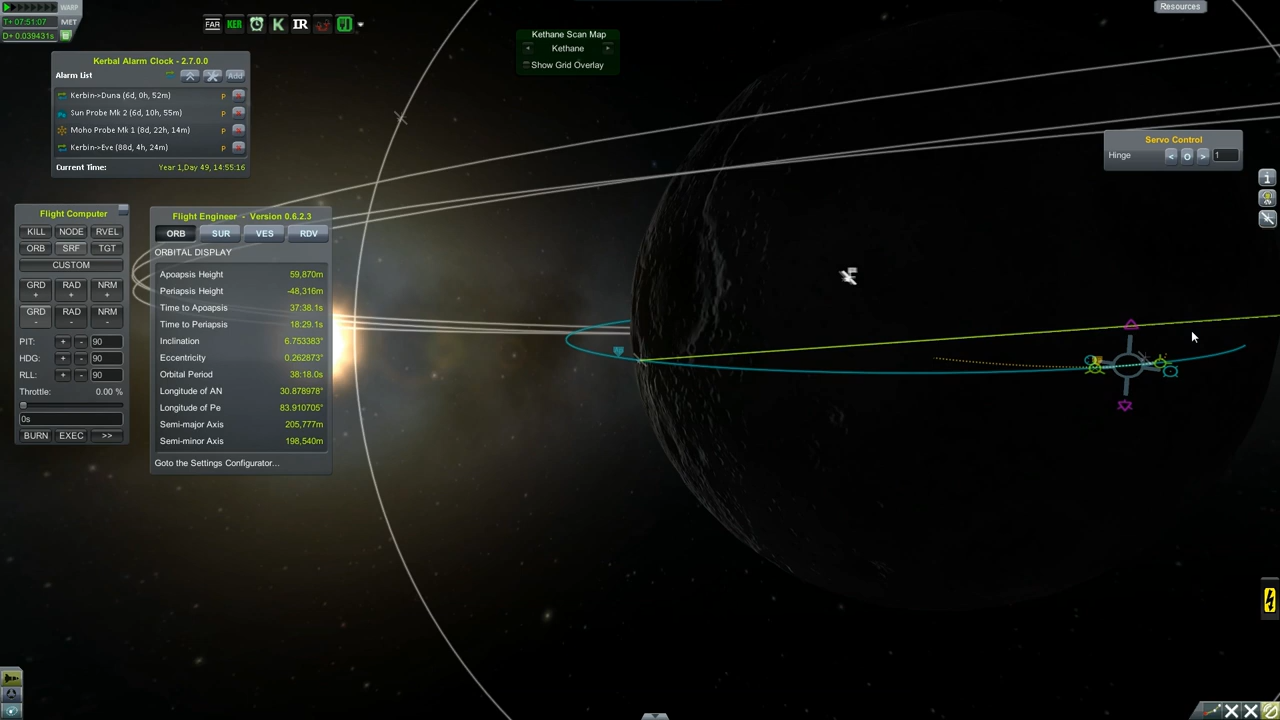 WARP
T+ 07:51:07 MET
D+ 0.039431s
FAR KER K IR
Resources
Kethane Scan Map
Kethane
Show Grid Overlay
Kerbal Alarm Clock - 2.7.0.0
Alarm List Add
Kerbin->Duna (6d, 0h, 52m) P
Sun Probe Mk 2 (6d, 10h, 55m) P
Moho Probe Mk 1 (8d, 22h, 14m) P
Kerbin->Eve (88d, 4h, 24m) P
Current Time: Year 1,Day 49, 14:55:16
Servo Control
Hinge < O > 1
Flight Computer
KILL NODE RVEL
ORB SRF TGT
CUSTOM
GRD + RAD + NRM +
GRD - RAD - NRM -
PIT: + - 90
HDG: + - 90
RLL: + - 90
Throttle: 0.00 %
0s
BURN EXEC >>
Flight Engineer - Version 0.6.2.3
ORB SUR VES RDV
ORBITAL DISPLAY
Apoapsis Height 59,870m
Periapsis Height -48,316m
Time to Apoapsis 37:38.1s
Time to Periapsis 18:29.1s
Inclination 6.753383°
Eccentricity 0.262873°
Orbital Period 38:18.0s
Longitude of AN 30.878978°
Longitude of Pe 83.910705°
Semi-major Axis 205,777m
Semi-minor Axis 198,540m
Goto the Settings Configurator...